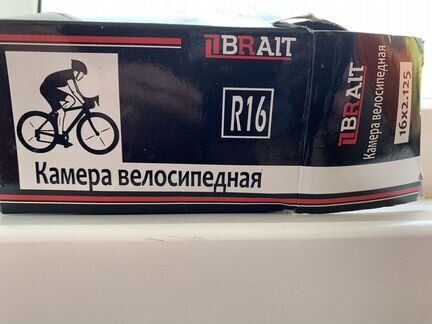 BRAIT
R16
Камера велосипедная
BRAIT
Камера велосипедная
16x2.125